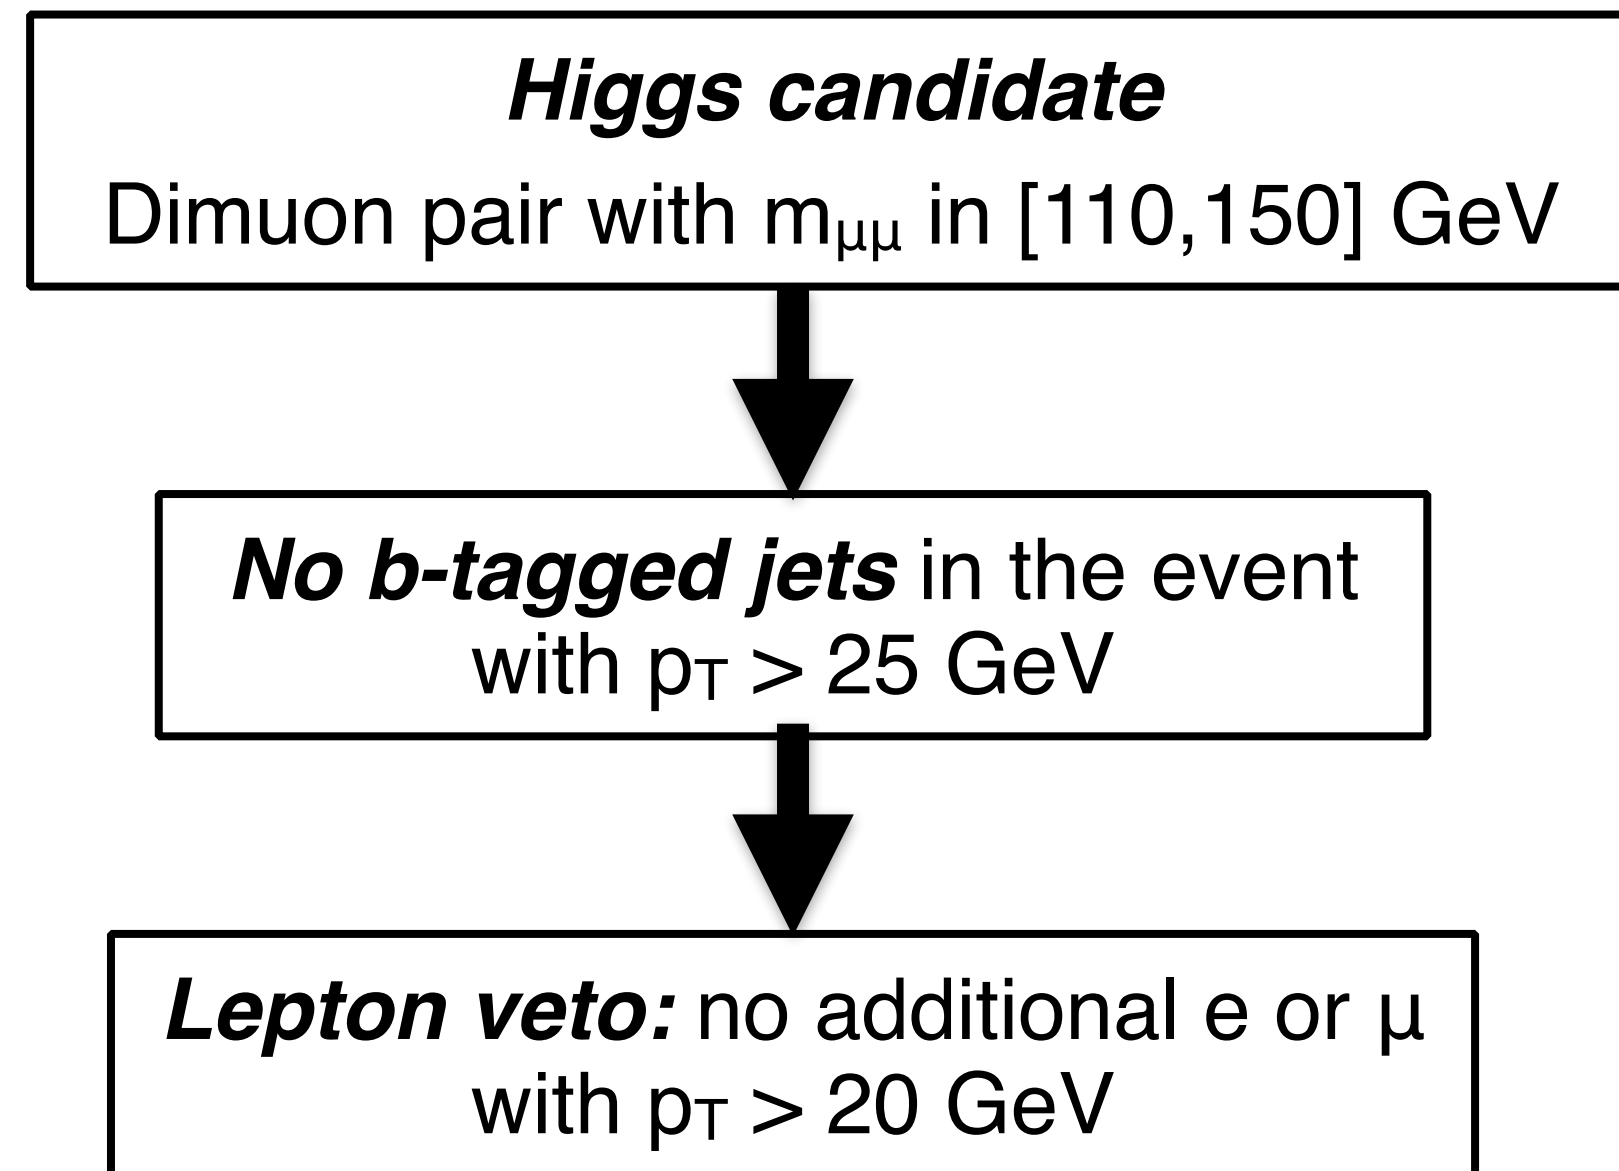 Higgs candidate
Dimuon pair with mμμ in [110,150] GeV
No b-tagged jets in the event
with pT > 25 GeV
Lepton veto: no additional e or μ
with pT > 20 GeV